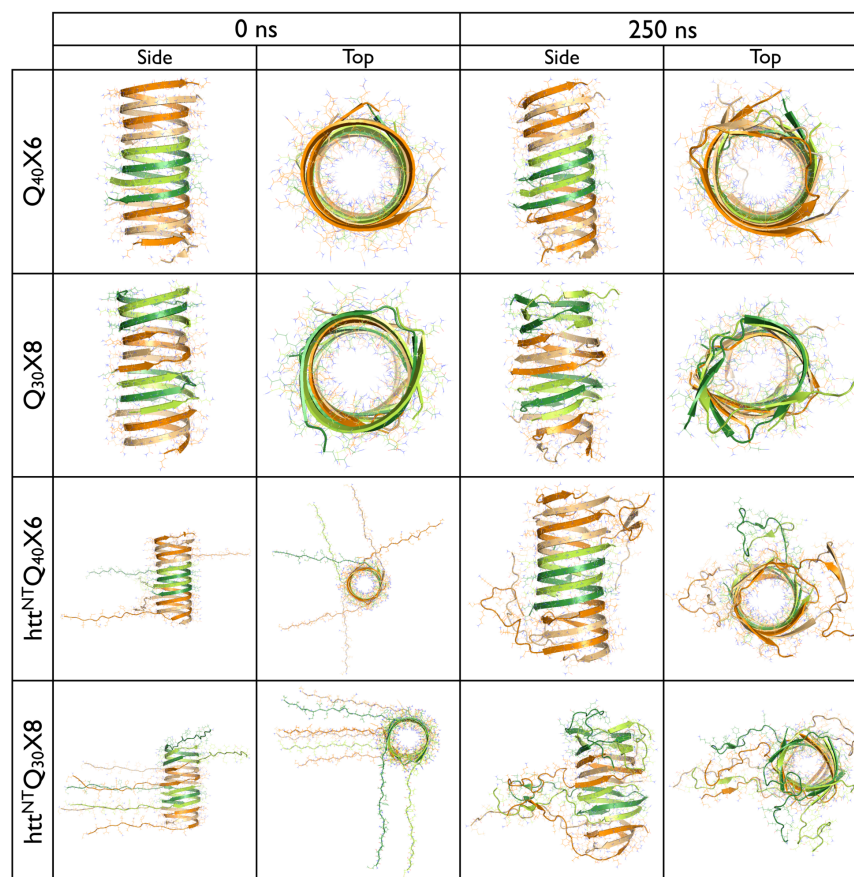 0 ns 250 ns
Side Top Side Top
Q40X6
Q30X8
httNTQ40X6
httNTQ30X8